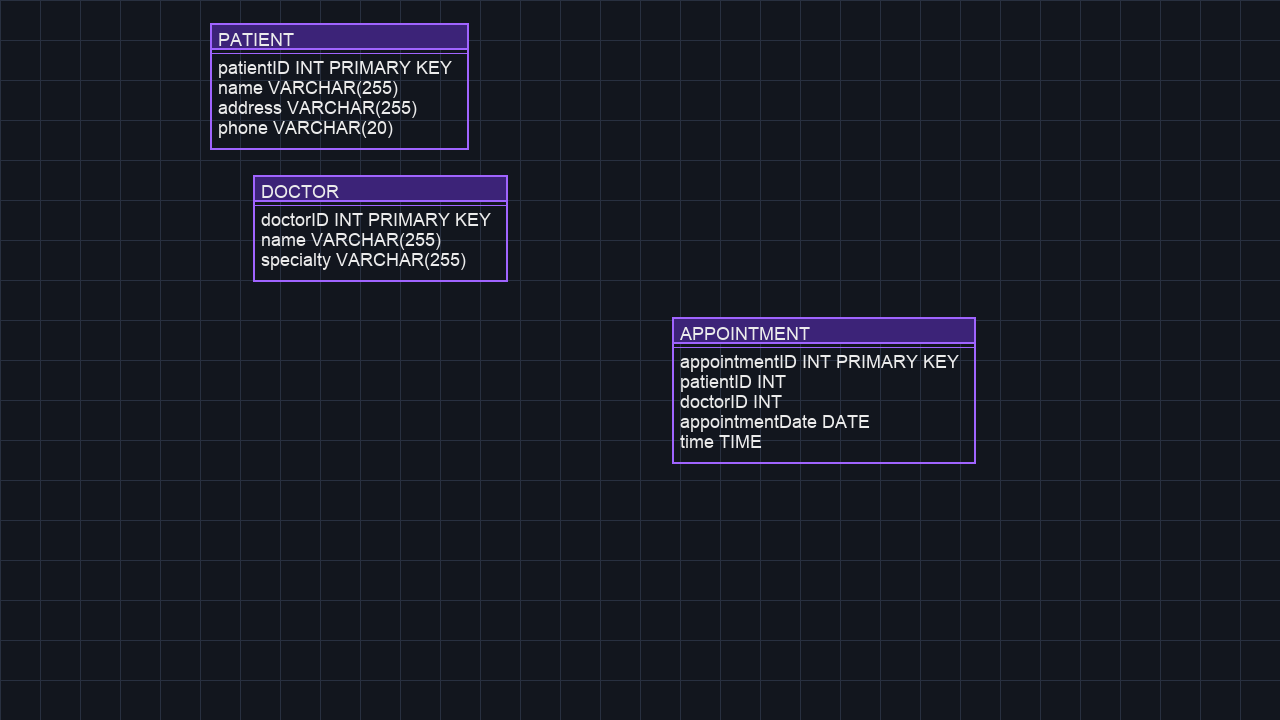 PATIENT
patientID INT PRIMARY KEY
name VARCHAR(255)
address VARCHAR(255)
phone VARCHAR(20)
DOCTOR
doctorID INT PRIMARY KEY
name VARCHAR(255)
specialty VARCHAR(255)
APPOINTMENT
appointmentID INT PRIMARY KEY
patientID INT
doctorID INT
appointmentDate DATE
time TIME